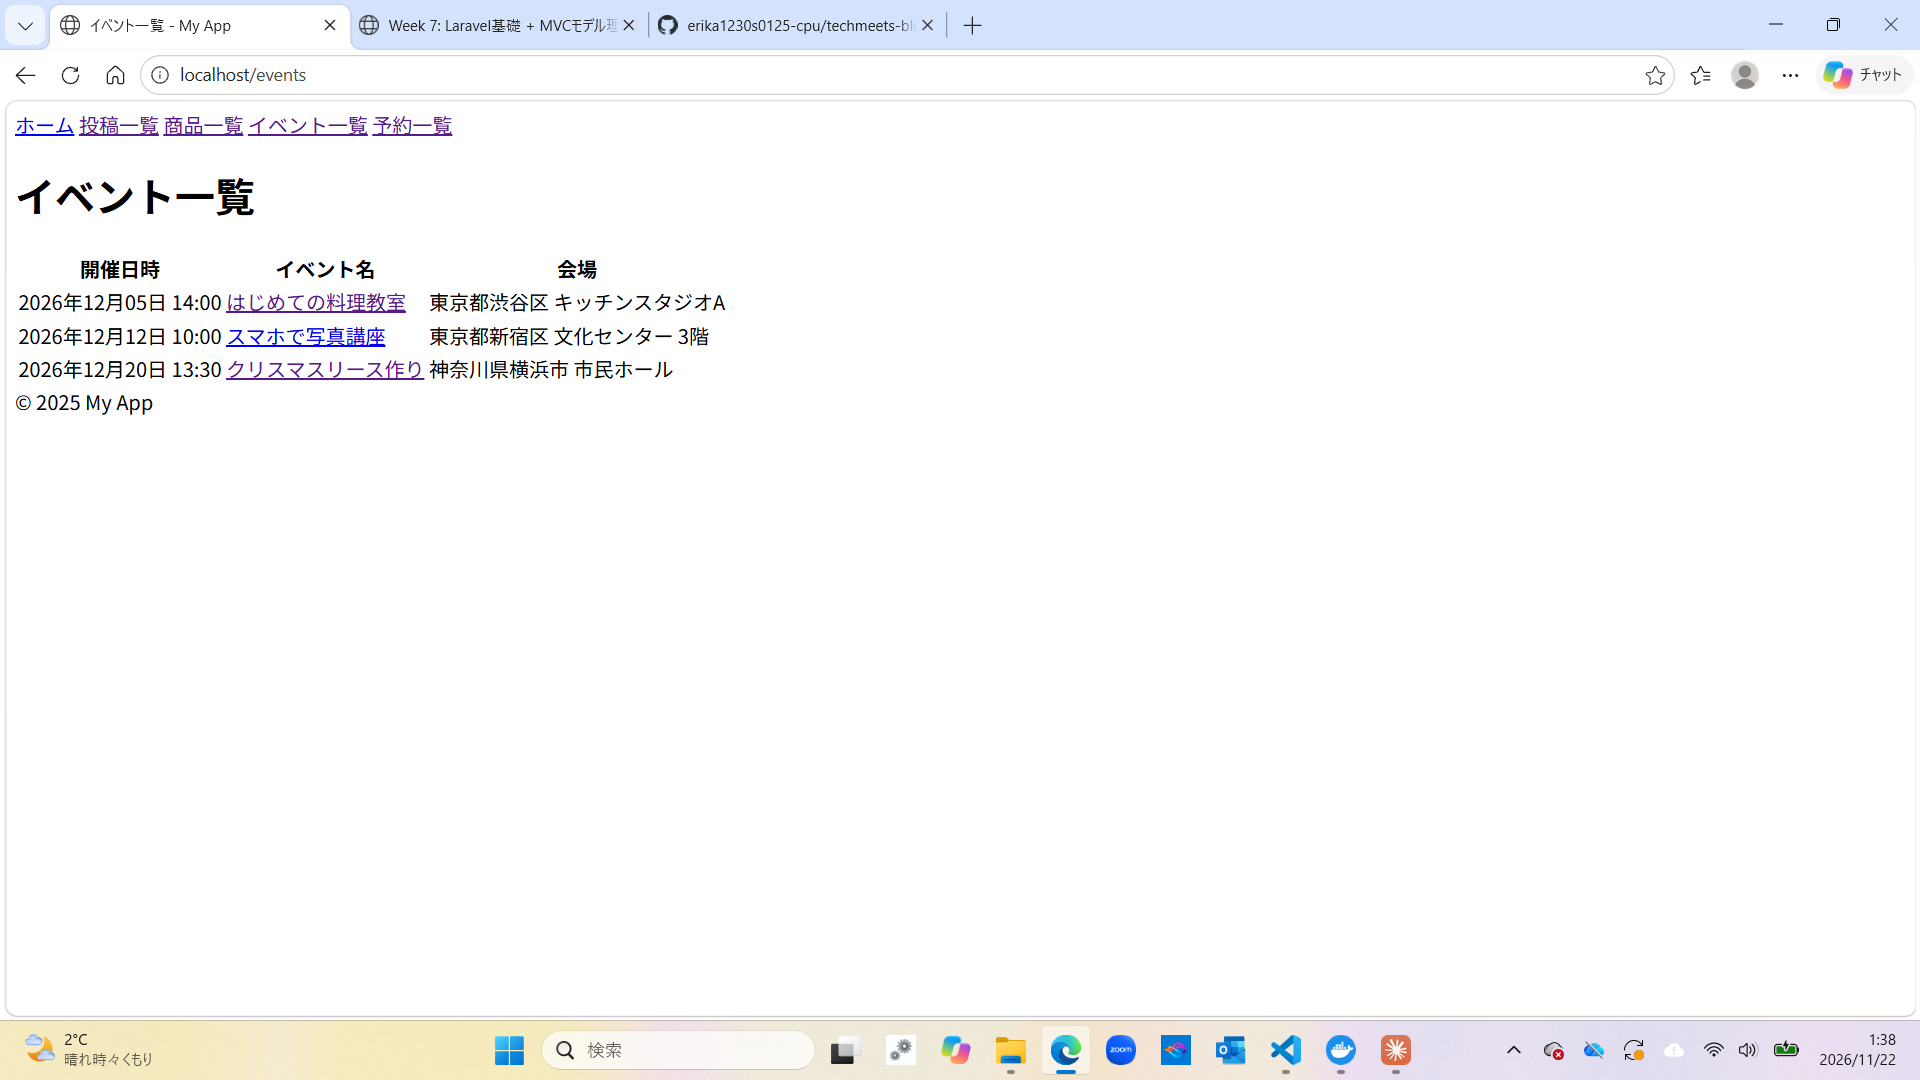 イベント一覧 - My App
Week 7: Laravel基礎 + MVCモデル理
erika1230s0125-cpu/techmeets-bl
localhost/events
チャット
ホーム 投稿一覧 商品一覧 イベント一覧 予約一覧
イベント一覧
開催日時 イベント名 会場
2026年12月05日 14:00 はじめての料理教室 東京都渋谷区 キッチンスタジオA
2026年12月12日 10:00 スマホで写真講座 東京都新宿区 文化センター 3階
2026年12月20日 13:30 クリスマスリース作り 神奈川県横浜市 市民ホール
© 2025 My App
2°C
晴れ時々くもり
検索
zoom
1:38
2026/11/22